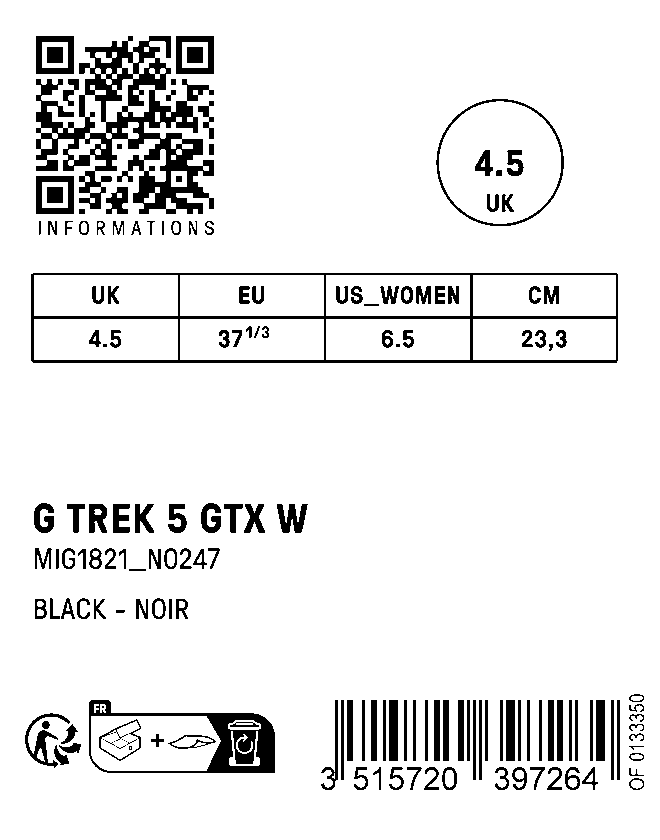 INFORMATIONS
4.5
UK
UK EU US_WOMEN CM
4.5 37 1/3 6.5 23,3
G TREK 5 GTX W
MIG1821_N0247
BLACK - NOIR
FR
+
3 515720 397264
OF 0133350